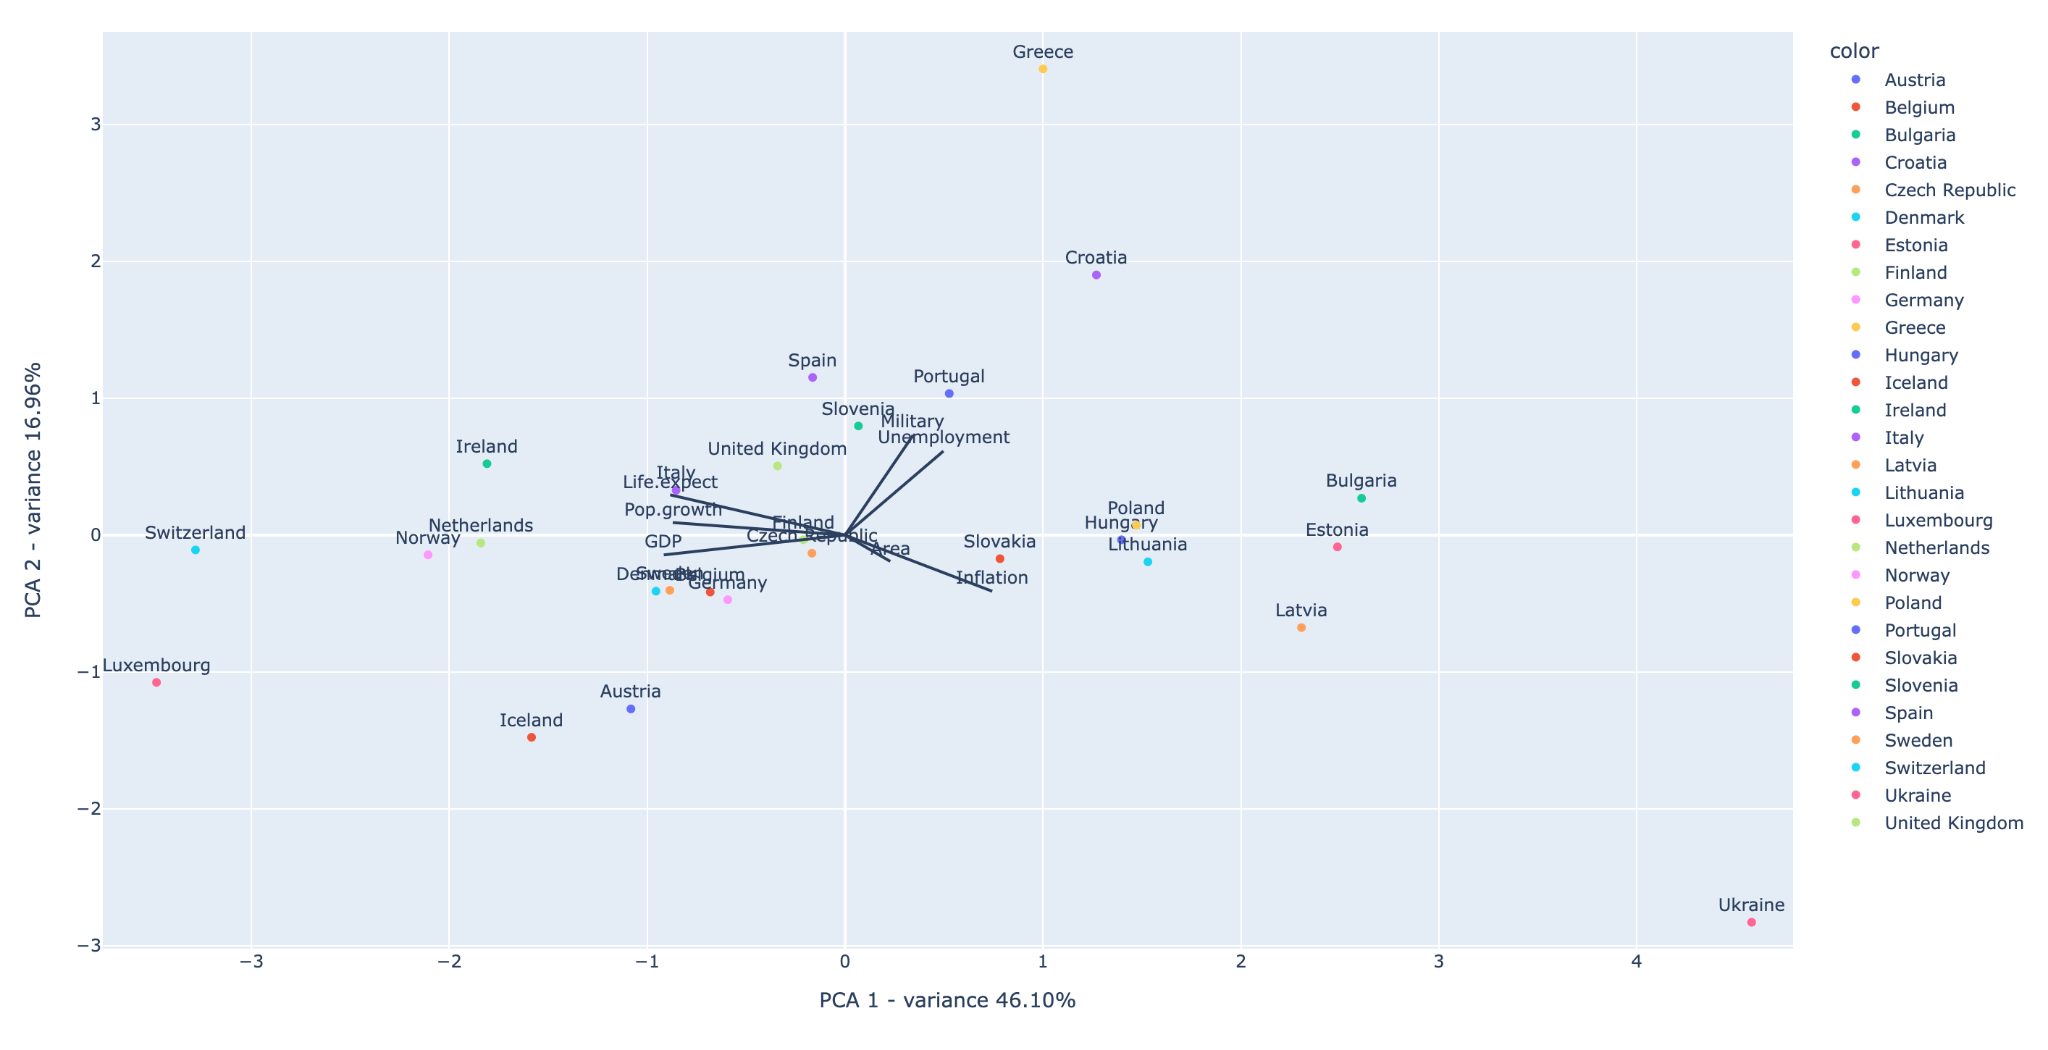 Greece
3
Croatia
2
Spain
Portugal
1
Slovenia
Military
Unemployment
Ireland
United Kingdom
Italy
Life.expect
Bulgaria
Pop.growth
Poland
Finland
Hungary
Estonia
Netherlands
Switzerland
0
Norway
Czech Republic
GDP
Slovakia
Lithuania
Area
Denmark
Sweden
Belgium
Germany
Inflation
Latvia
Luxembourg
−1
Austria
Iceland
−2
Ukraine
−3
−3 −2 −1 0 1 2 3 4
PCA 1 - variance 46.10%
PCA 2 - variance 16.96%
color
Austria
Belgium
Bulgaria
Croatia
Czech Republic
Denmark
Estonia
Finland
Germany
Greece
Hungary
Iceland
Ireland
Italy
Latvia
Lithuania
Luxembourg
Netherlands
Norway
Poland
Portugal
Slovakia
Slovenia
Spain
Sweden
Switzerland
Ukraine
United Kingdom